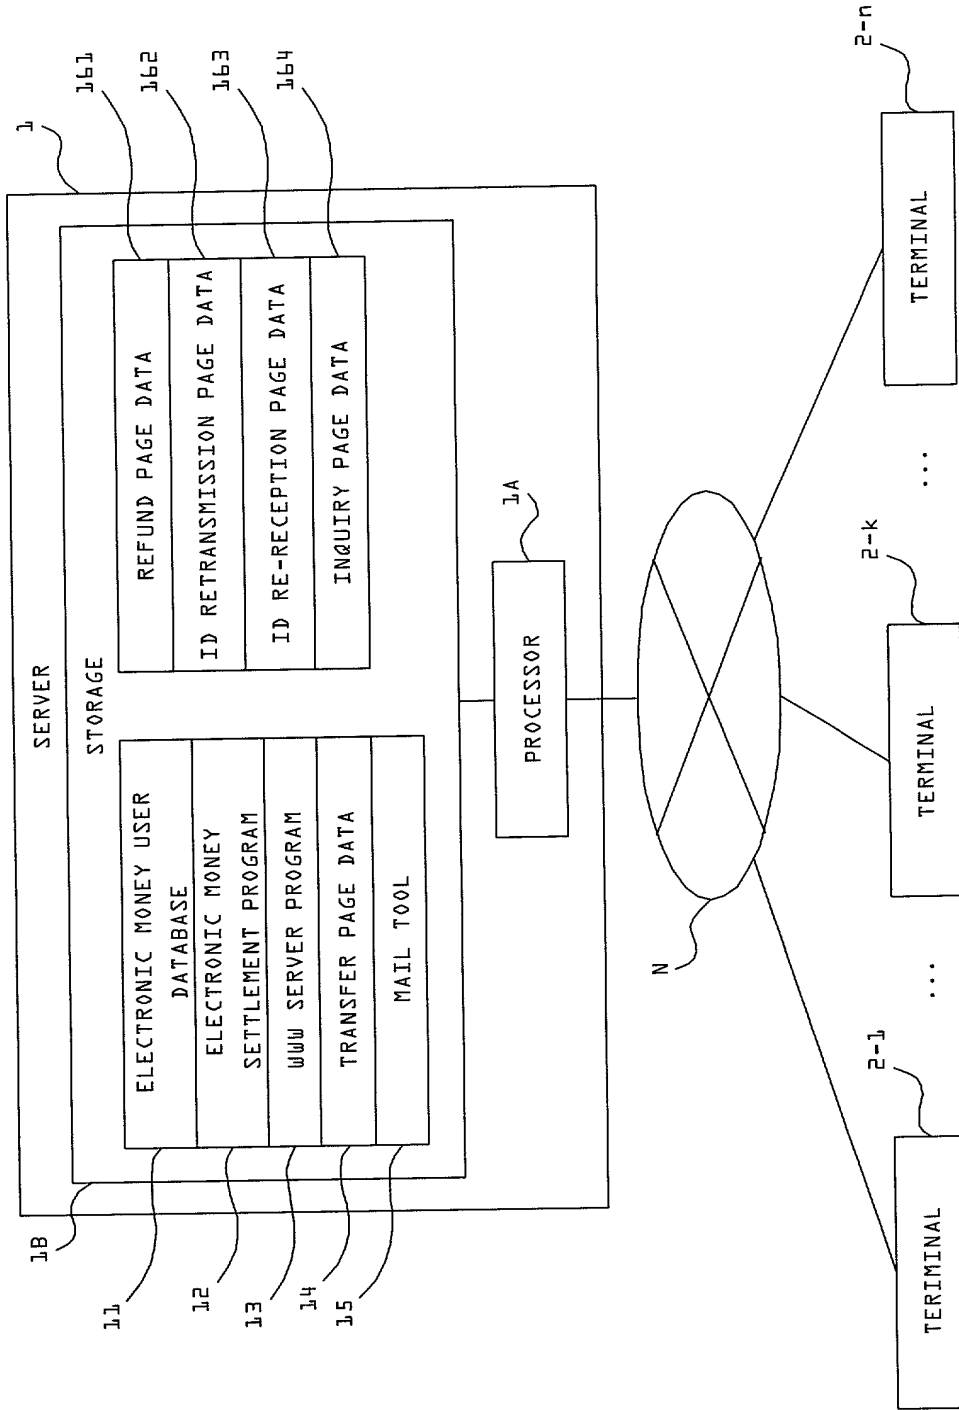 1
SERVER
1B
STORAGE
11
ELECTRONIC MONEY USER
DATABASE
12
ELECTRONIC MONEY
SETTLEMENT PROGRAM
13
WWW SERVER PROGRAM
14
TRANSFER PAGE DATA
15
MAIL TOOL
REFUND PAGE DATA
161
ID RETRANSMISSION PAGE DATA
162
ID RE-RECEPTION PAGE DATA
163
INQUIRY PAGE DATA
164
PROCESSOR
1A
N
2-1
TERIMINAL
...
2-k
TERMINAL
...
2-n
TERMINAL